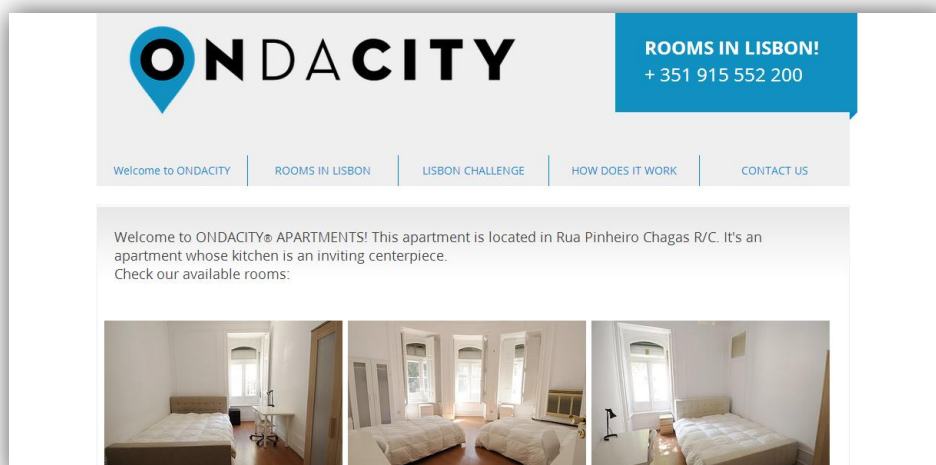 ONDACITY
ROOMS IN LISBON!
+ 351 915 552 200
Welcome to ONDACITY
ROOMS IN LISBON
LISBON CHALLENGE
HOW DOES IT WORK
CONTACT US
Welcome to ONDACITY® APARTMENTS! This apartment is located in Rua Pinheiro Chagas R/C. It's an
apartment whose kitchen is an inviting centerpiece.
Check our available rooms: